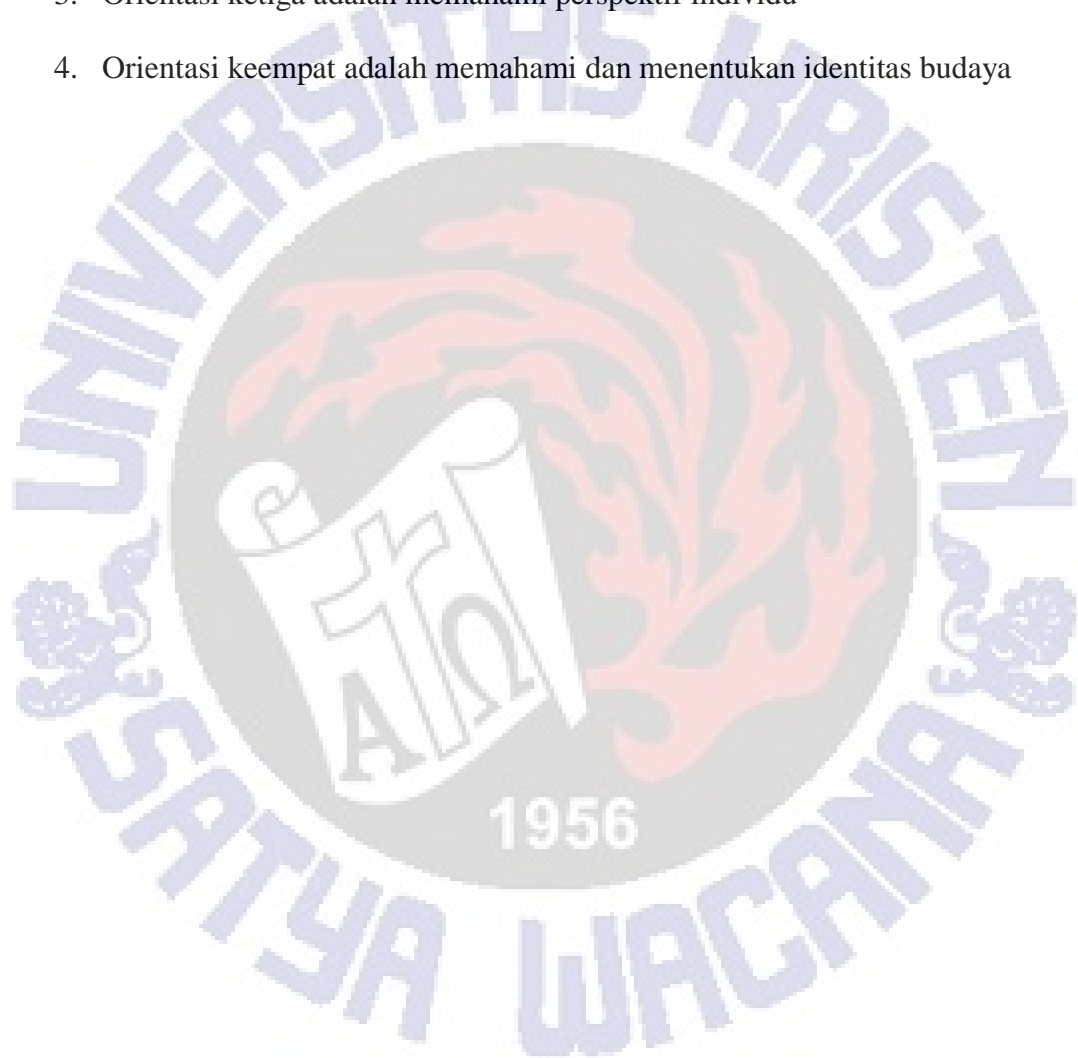 3. Orientasi ketiga adalah memahami perspektif individu
4. Orientasi keempat adalah memahami dan menentukan identitas budaya
UNIVERSITAS KRISTEN
Α Ω
1956
SATYA WACANA